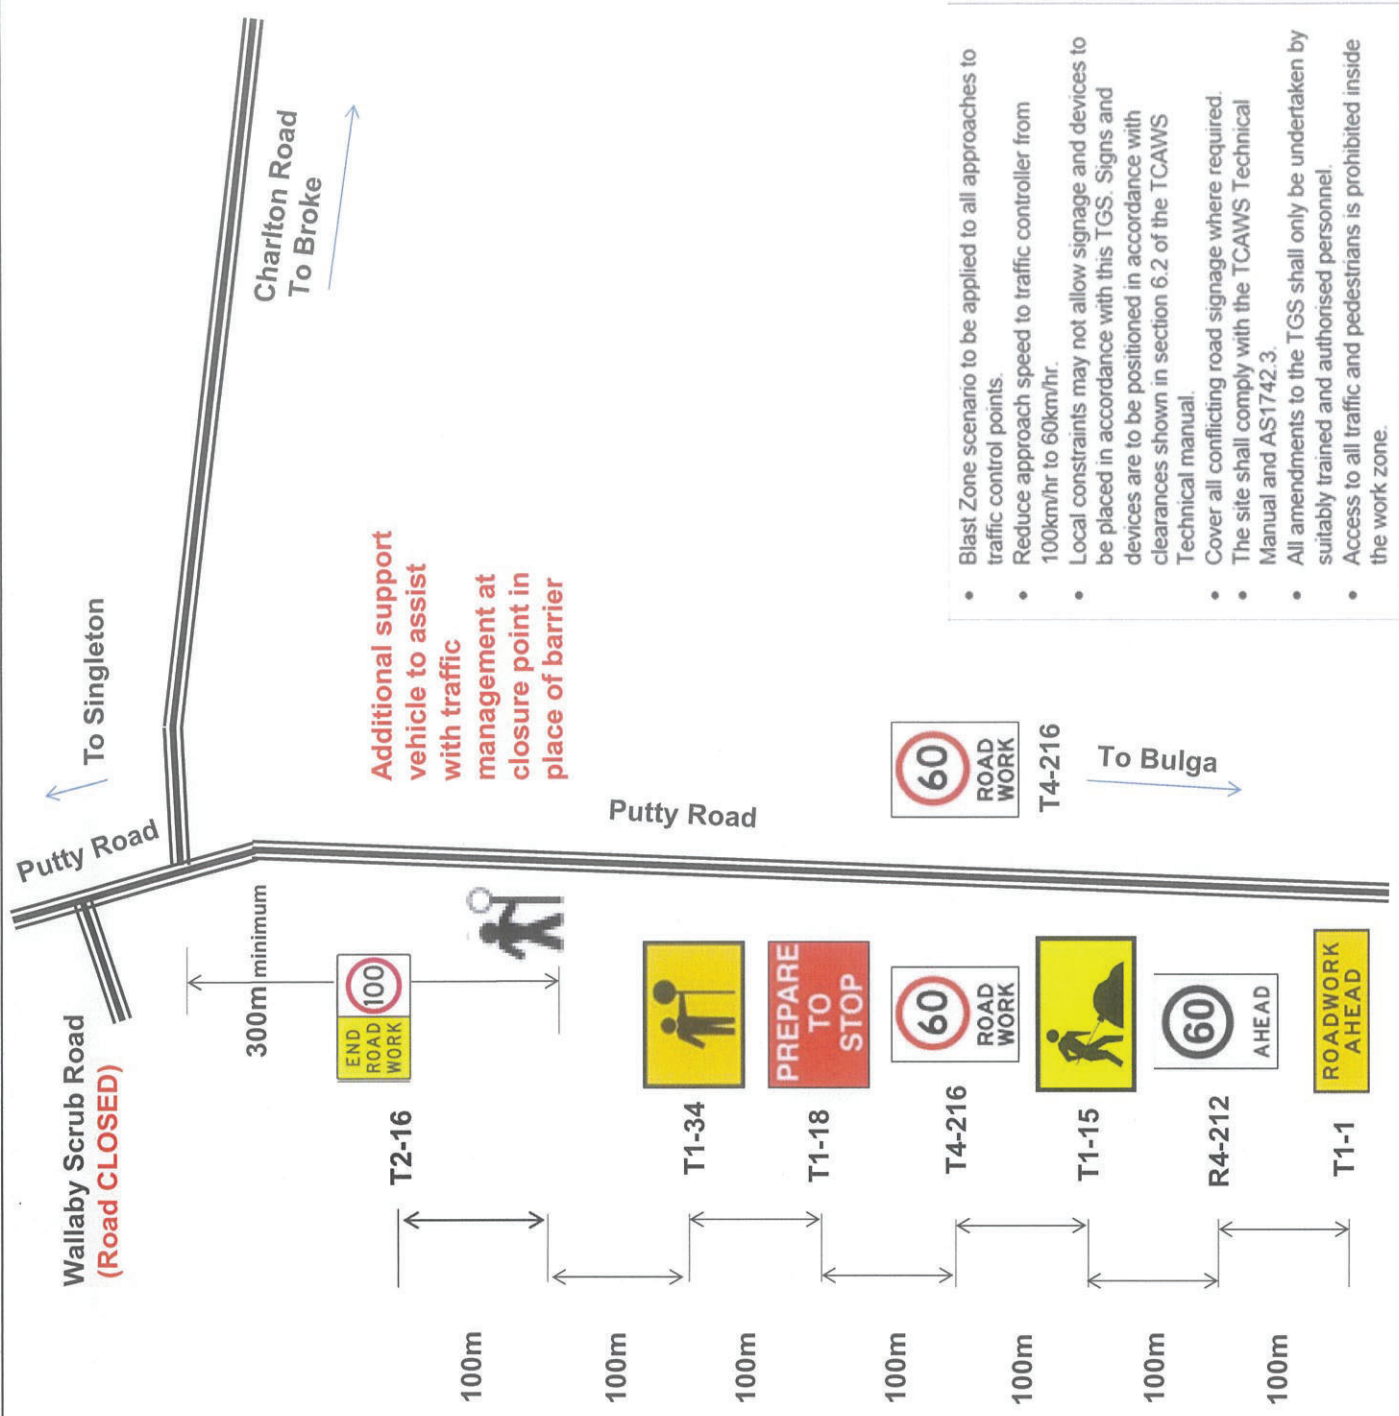 Wallaby Scrub Road
(Road CLOSED)
Putty Road
To Singleton
Charlton Road
To Broke
300m minimum
END
ROAD
WORK
100
T2-16
Additional support
vehicle to assist
with traffic
management at
closure point in
place of barrier
Putty Road
T1-34
PREPARE
TO
STOP
T1-18
60
ROAD
WORK
T4-216
60
ROAD
WORK
T4-216
To Bulga
T1-15
60
AHEAD
R4-212
ROADWORK
AHEAD
T1-1
100m
100m
100m
100m
100m
100m
100m
• Blast Zone scenario to be applied to all approaches to
traffic control points.
• Reduce approach speed to traffic controller from
100km/hr to 60km/hr.
• Local constraints may not allow signage and devices to
be placed in accordance with this TGS. Signs and
devices are to be positioned in accordance with
clearances shown in section 6.2 of the TCAWS
Technical manual.
• Cover all conflicting road signage where required.
• The site shall comply with the TCAWS Technical
Manual and AS1742.3.
• All amendments to the TGS shall only be undertaken by
suitably trained and authorised personnel.
• Access to all traffic and pedestrians is prohibited inside
the work zone.